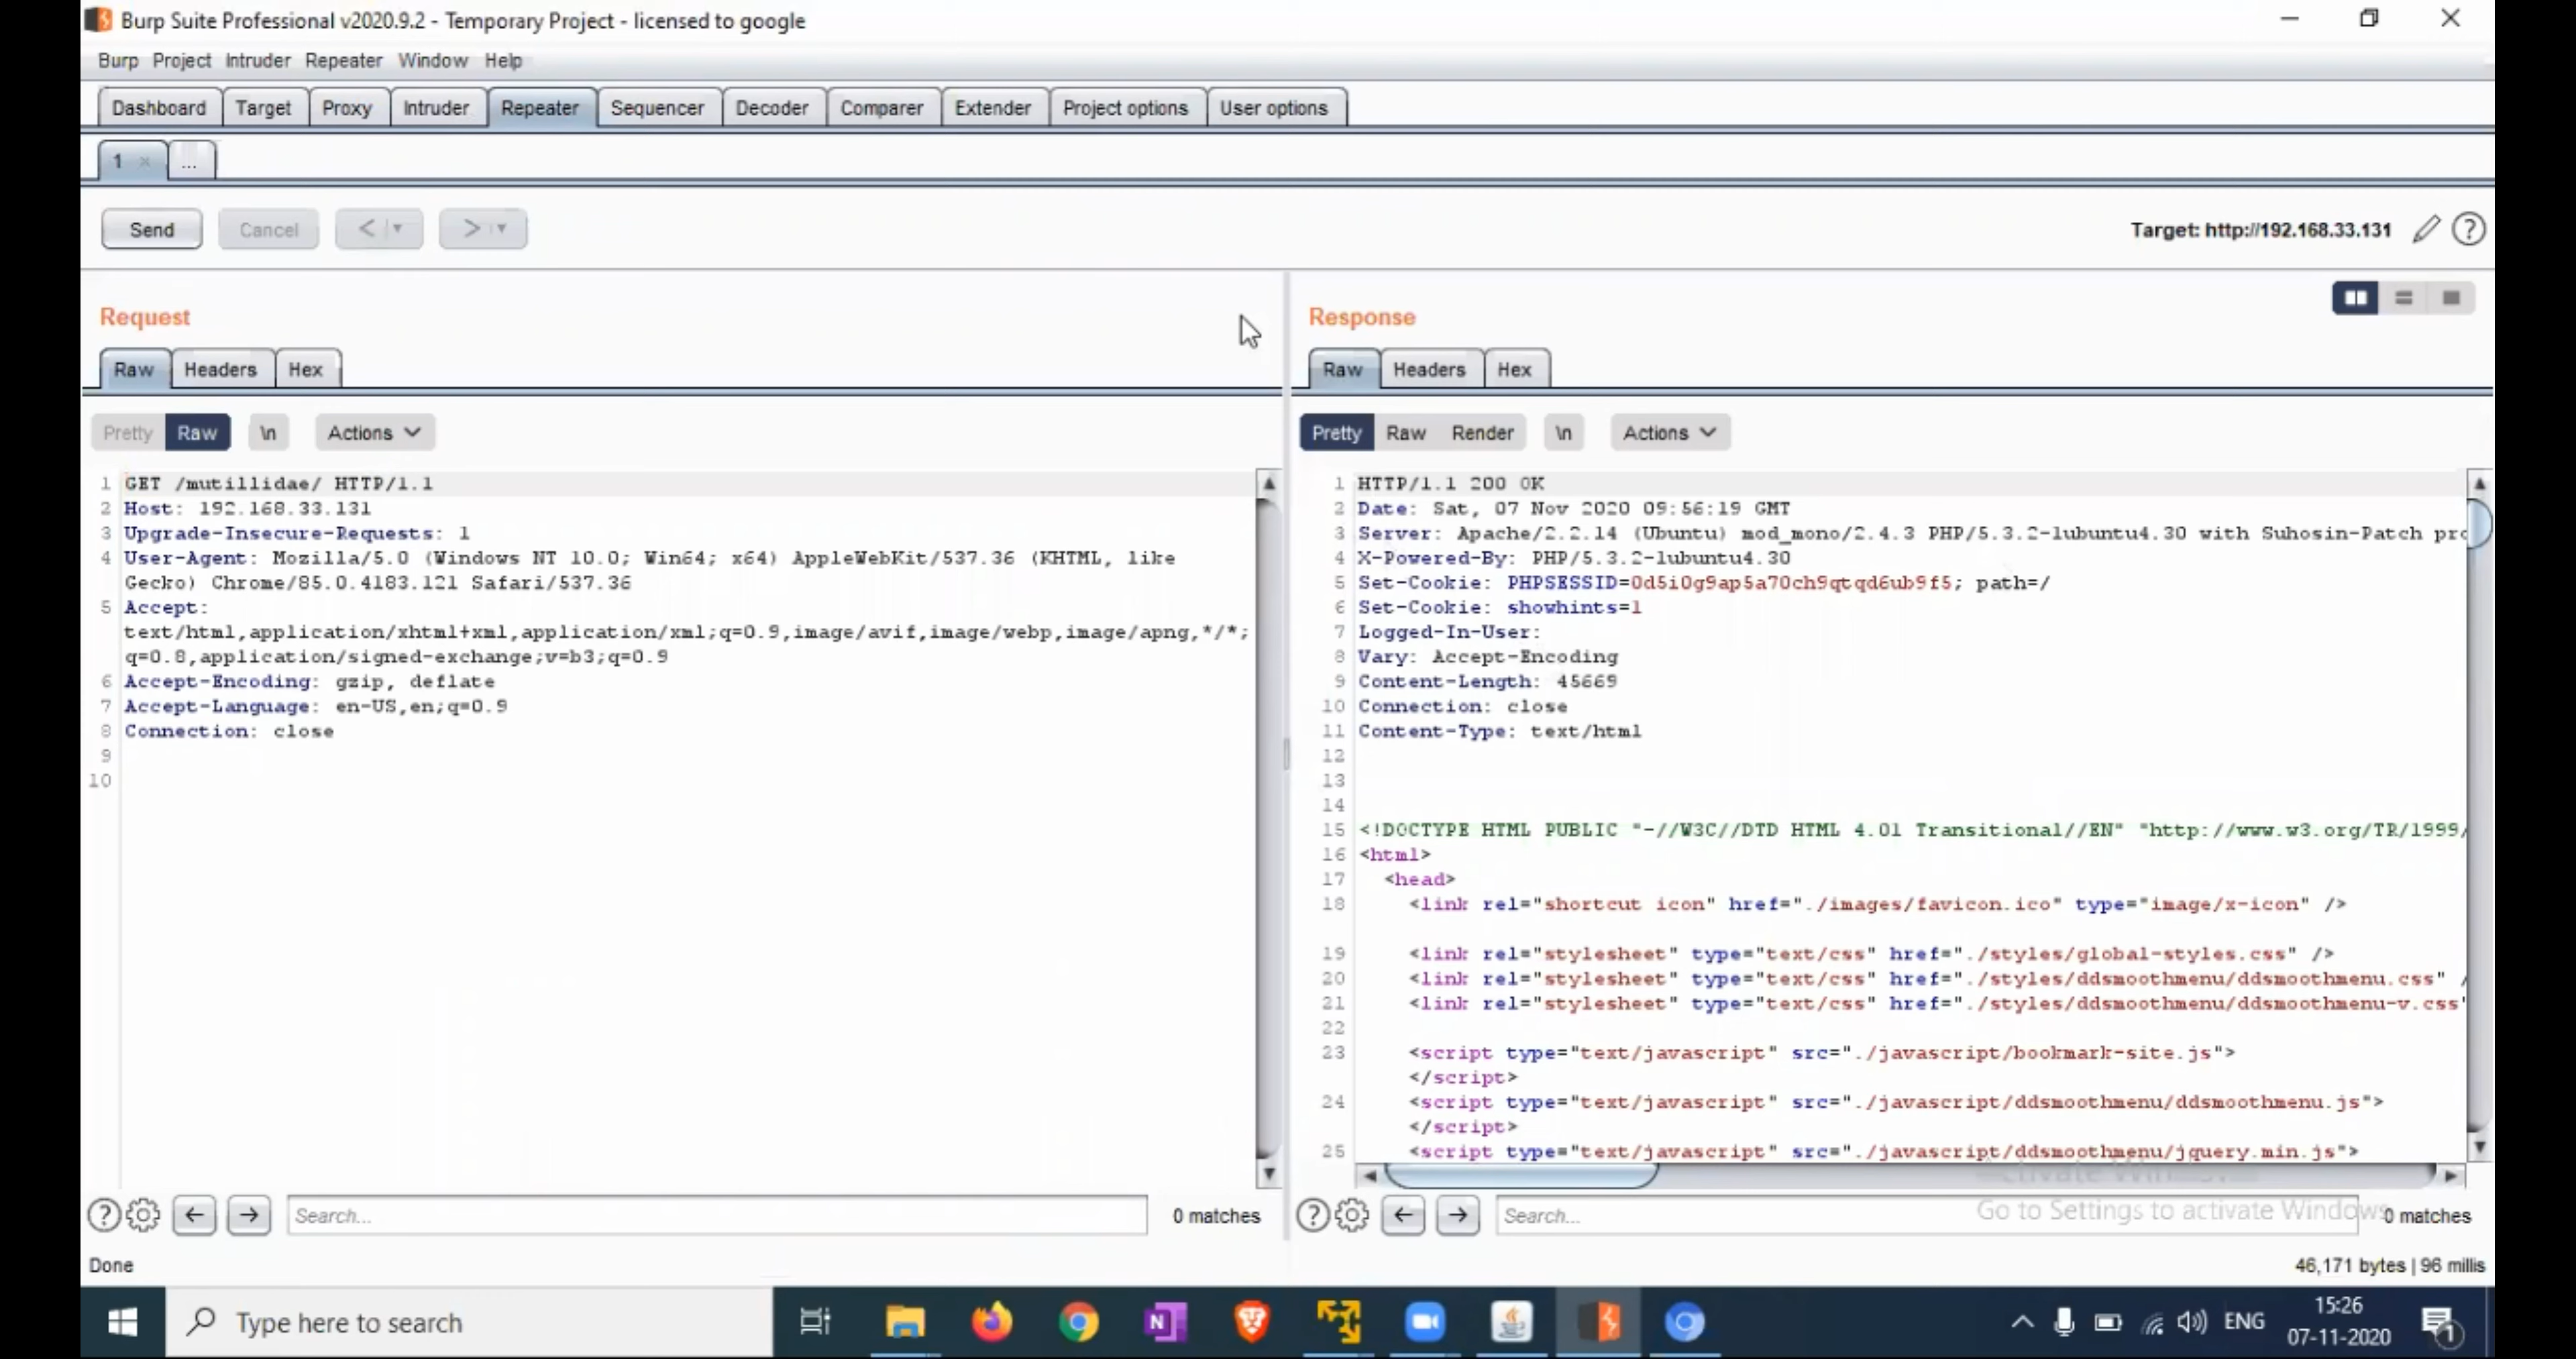 Burp Suite Professional v2020.9.2 - Temporary Project - licensed to google
Burp Project Intruder Repeater Window Help
Dashboard Target Proxy Intruder Repeater Sequencer Decoder Comparer Extender Project options User options
1 × ...
Send Cancel < > Target: http://192.168.33.131
Request
Raw Headers Hex
Pretty Raw \n Actions
1 GET /mutillidae/ HTTP/1.1
2 Host: 192.168.33.131
3 Upgrade-Insecure-Requests: 1
4 User-Agent: Mozilla/5.0 (Windows NT 10.0; Win64; x64) AppleWebKit/537.36 (KHTML, like
Gecko) Chrome/85.0.4183.121 Safari/537.36
5 Accept:
text/html,application/xhtml+xml,application/xml;q=0.9,image/avif,image/webp,image/apng,*/*;
q=0.8,application/signed-exchange;v=b3;q=0.9
6 Accept-Encoding: gzip, deflate
7 Accept-Language: en-US,en;q=0.9
8 Connection: close
9
10
Search... 0 matches
Response
Raw Headers Hex
Pretty Raw Render \n Actions
1 HTTP/1.1 200 OK
2 Date: Sat, 07 Nov 2020 09:56:19 GMT
3 Server: Apache/2.2.14 (Ubuntu) mod_mono/2.4.3 PHP/5.3.2-1ubuntu4.30 with Suhosin-Patch pro
4 X-Powered-By: PHP/5.3.2-1ubuntu4.30
5 Set-Cookie: PHPSESSID=0d5i0g9ap5a70ch9qtqd6ub9f5; path=/
6 Set-Cookie: showhints=1
7 Logged-In-User:
8 Vary: Accept-Encoding
9 Content-Length: 45669
10 Connection: close
11 Content-Type: text/html
12
13
14
15 <!DOCTYPE HTML PUBLIC "-//W3C//DTD HTML 4.01 Transitional//EN" "http://www.w3.org/TR/1999/
16 <html>
17 <head>
18 <link rel="shortcut icon" href="./images/favicon.ico" type="image/x-icon" />
19 <link rel="stylesheet" type="text/css" href="./styles/global-styles.css" />
20 <link rel="stylesheet" type="text/css" href="./styles/ddsmoothmenu/ddsmoothmenu.css" /
21 <link rel="stylesheet" type="text/css" href="./styles/ddsmoothmenu/ddsmoothmenu-v.css"
22
23 <script type="text/javascript" src="./javascript/bookmark-site.js">
</script>
24 <script type="text/javascript" src="./javascript/ddsmoothmenu/ddsmoothmenu.js">
</script>
25 <script type="text/javascript" src="./javascript/ddsmoothmenu/jquery.min.js">
Go to Settings to activate Windows.
Search... 0 matches
Done 46,171 bytes | 96 millis
Type here to search
ENG
15:26
07-11-2020
1